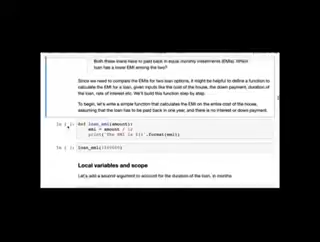 Both these loans have to paid back in equal monthly installments (EMIs). Which
loan has a lower EMI among the two?
Since we need to compare the EMIs for two loan options, it might be helpful to define a function to
calculate the EMI for a loan, given inputs like the cost of the house, the down payment, duration
of the loan, rate of interest etc. We'll build this function step by step.
To begin, let's write a simple function that calculates the EMI on the entire cost of the house,
assuming that the loan has to be paid back in one year, and there is no interest or down payment.
def loan_emi(amount):
emi = amount /
print('The EMI is ${}'.format(emi))
Local variables and scope
Let's add a second argument to account for the duration of the loan, in months